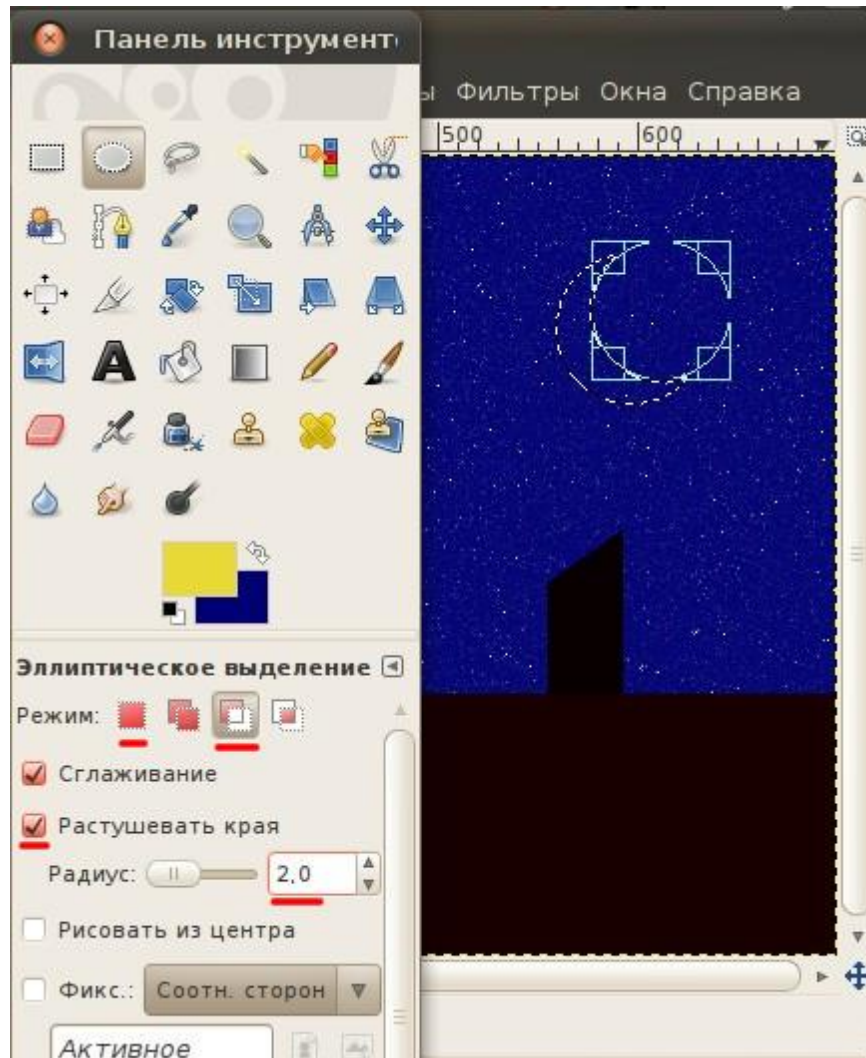 Панель инструменто
ы Фильтры Окна Справка
500 600
Эллиптическое выделение
Режим:
Сглаживание
Растушевать края
Радиус: 2,0
Рисовать из центра
Фикс.: Соотн. сторон
Активное